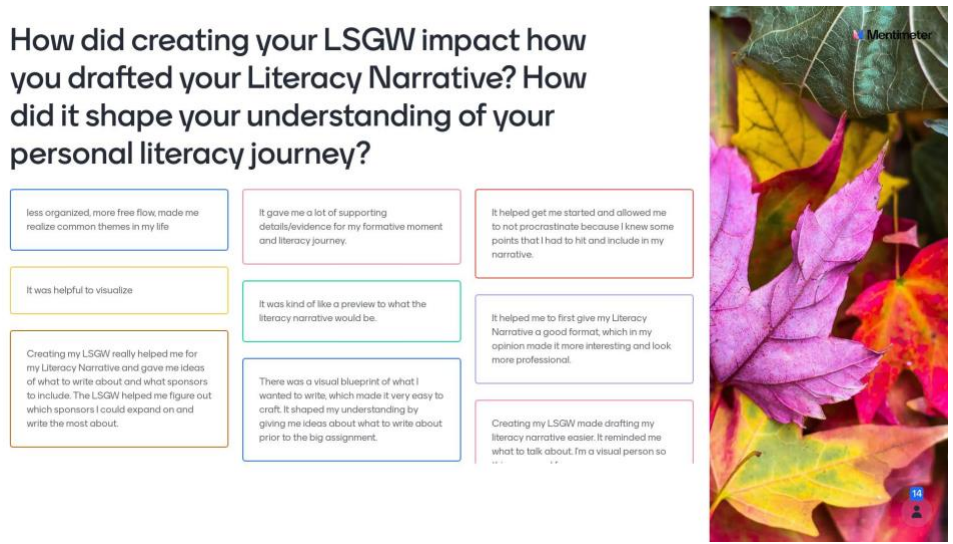 How did creating your LSGW impact how
you drafted your Literacy Narrative? How
did it shape your understanding of your
personal literacy journey?
Mentimeter
less organized, more free flow, made me
realize common themes in my life
It was helpful to visualize
Creating my LSGW really helped me for
my Literacy Narrative and gave me ideas
of what to write about and what sponsors
to include. The LSGW helped me figure out
which sponsors I could expand on and
write the most about.
It gave me a lot of supporting
details/evidence for my formative moment
and literacy journey.
It was kind of like a preview to what the
literacy narrative would be.
There was a visual blueprint of what I
wanted to write, which made it very easy to
craft. It shaped my understanding by
giving me ideas about what to write about
prior to the big assignment.
It helped get me started and allowed me
to not procrastinate because I knew some
points that I had to hit and include in my
narrative.
It helped me to first give my Literacy
Narrative a good format, which in my
opinion made it more interesting and look
more professional.
Creating my LSGW made drafting my
literacy narrative easier. It reminded me
what to talk about. I'm a visual person so
14